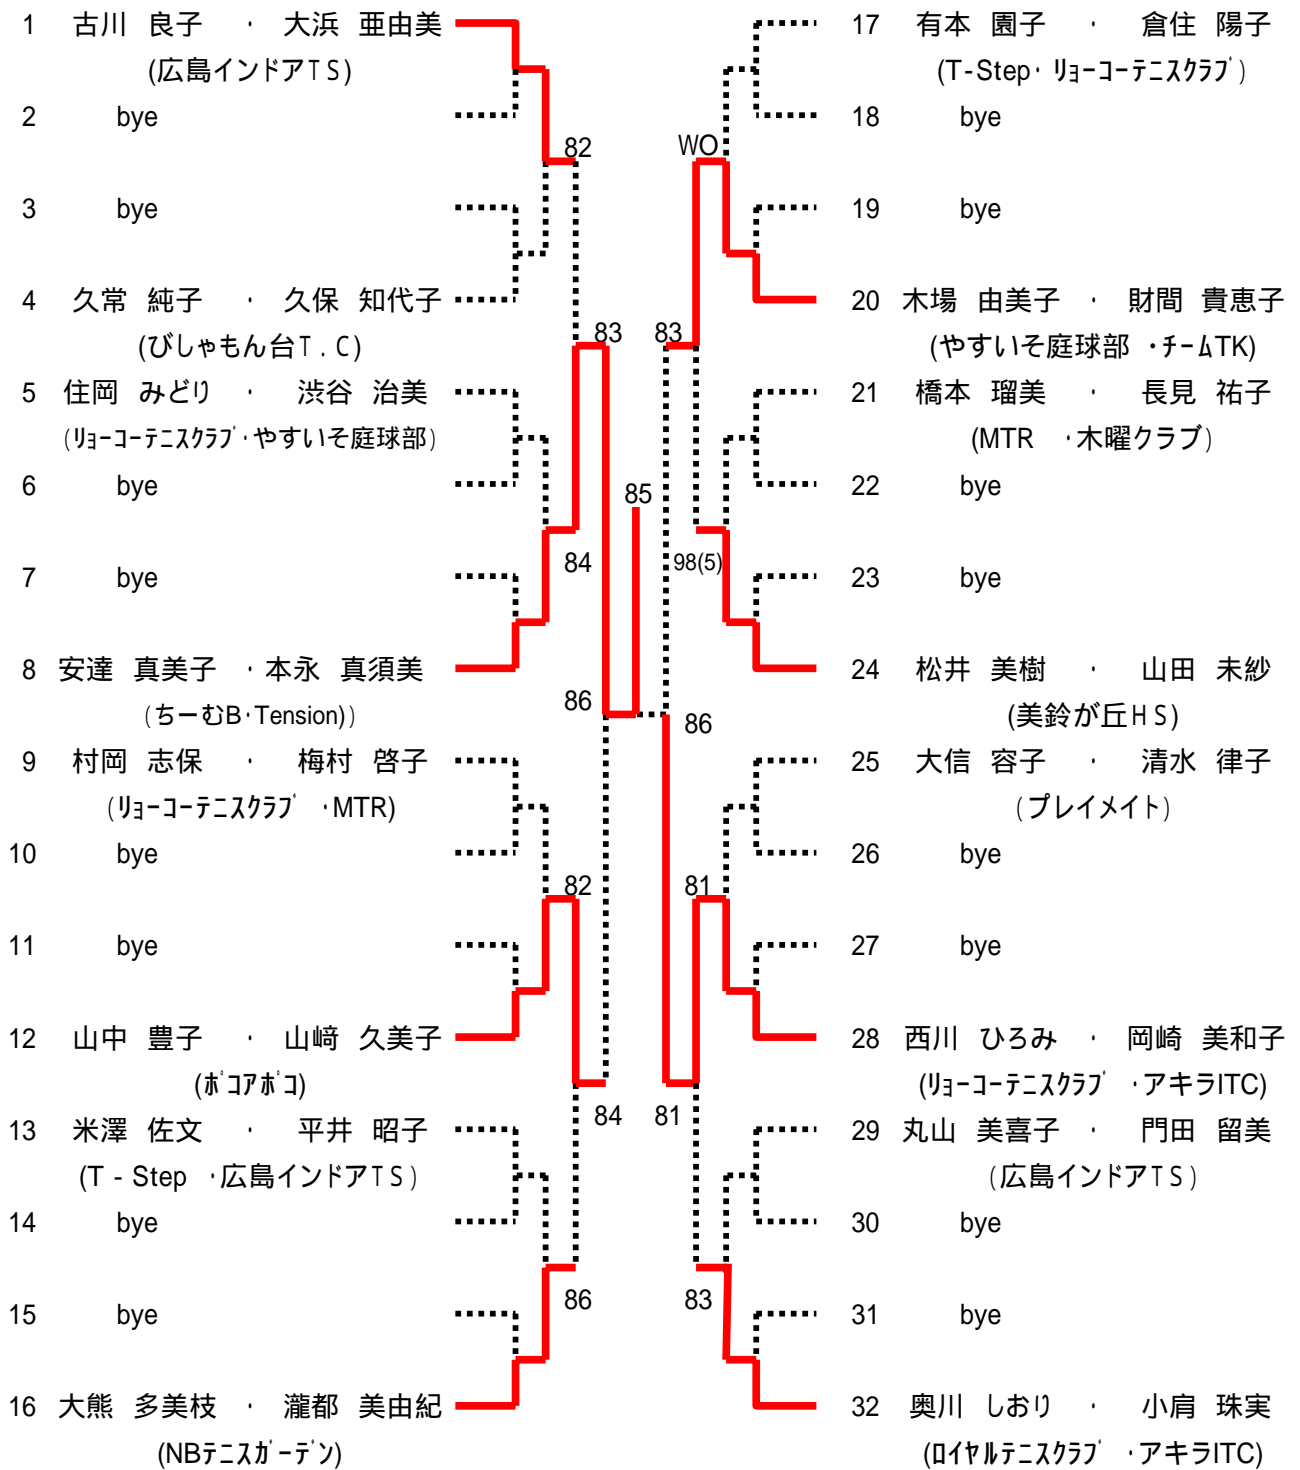 1 古川 良子 ・ 大浜 亜由美
(広島インドアTS)
2 bye
82
3 bye
4 久常 純子 ・ 久保 知代子
(びしゃもん台T.C)
83
5 住岡 みどり ・ 渋谷 治美
(ﾘｮｰｺｰﾃﾆｽｸﾗﾌﾞ・やすいそ庭球部)
6 bye
85
84
7 bye
8 安達 真美子 ・本永 真須美
(ちーむB・Tension))
86
9 村岡 志保 ・ 梅村 啓子
(ﾘｮｰｺｰﾃﾆｽｸﾗﾌﾞ ・MTR)
10 bye
82
11 bye
12 山中 豊子 ・ 山﨑 久美子
(ﾎﾟｺｱﾎﾟｺ)
84
13 米澤 佐文 ・ 平井 昭子
(T - Step ・広島インドアTS)
14 bye
86
15 bye
16 大熊 多美枝 ・ 瀧都 美由紀
(NBﾃﾆｽｶﾞｰﾃﾞﾝ)
17 有本 園子 ・ 倉住 陽子
(T-Step・ﾘｮｰｺｰﾃﾆｽｸﾗﾌﾞ)
18 bye
WO
19 bye
20 木場 由美子 ・ 財間 貴恵子
(やすいそ庭球部 ・ﾁｰﾑTK)
83
21 橋本 瑠美 ・ 長見 祐子
(MTR ・木曜クラブ)
22 bye
98(5)
23 bye
24 松井 美樹 ・ 山田 未紗
(美鈴が丘HS)
86
25 大信 容子 ・ 清水 律子
(プレイメイト)
26 bye
81
27 bye
28 西川 ひろみ ・ 岡崎 美和子
(ﾘｮｰｺｰﾃﾆｽｸﾗﾌﾞ ・アキラITC)
81
29 丸山 美喜子 ・ 門田 留美
(広島インドアTS)
30 bye
83
31 bye
32 奥川 しおり ・ 小肩 珠実
(ﾛｲﾔﾙﾃﾆｽｸﾗﾌﾞ ・アキラITC)